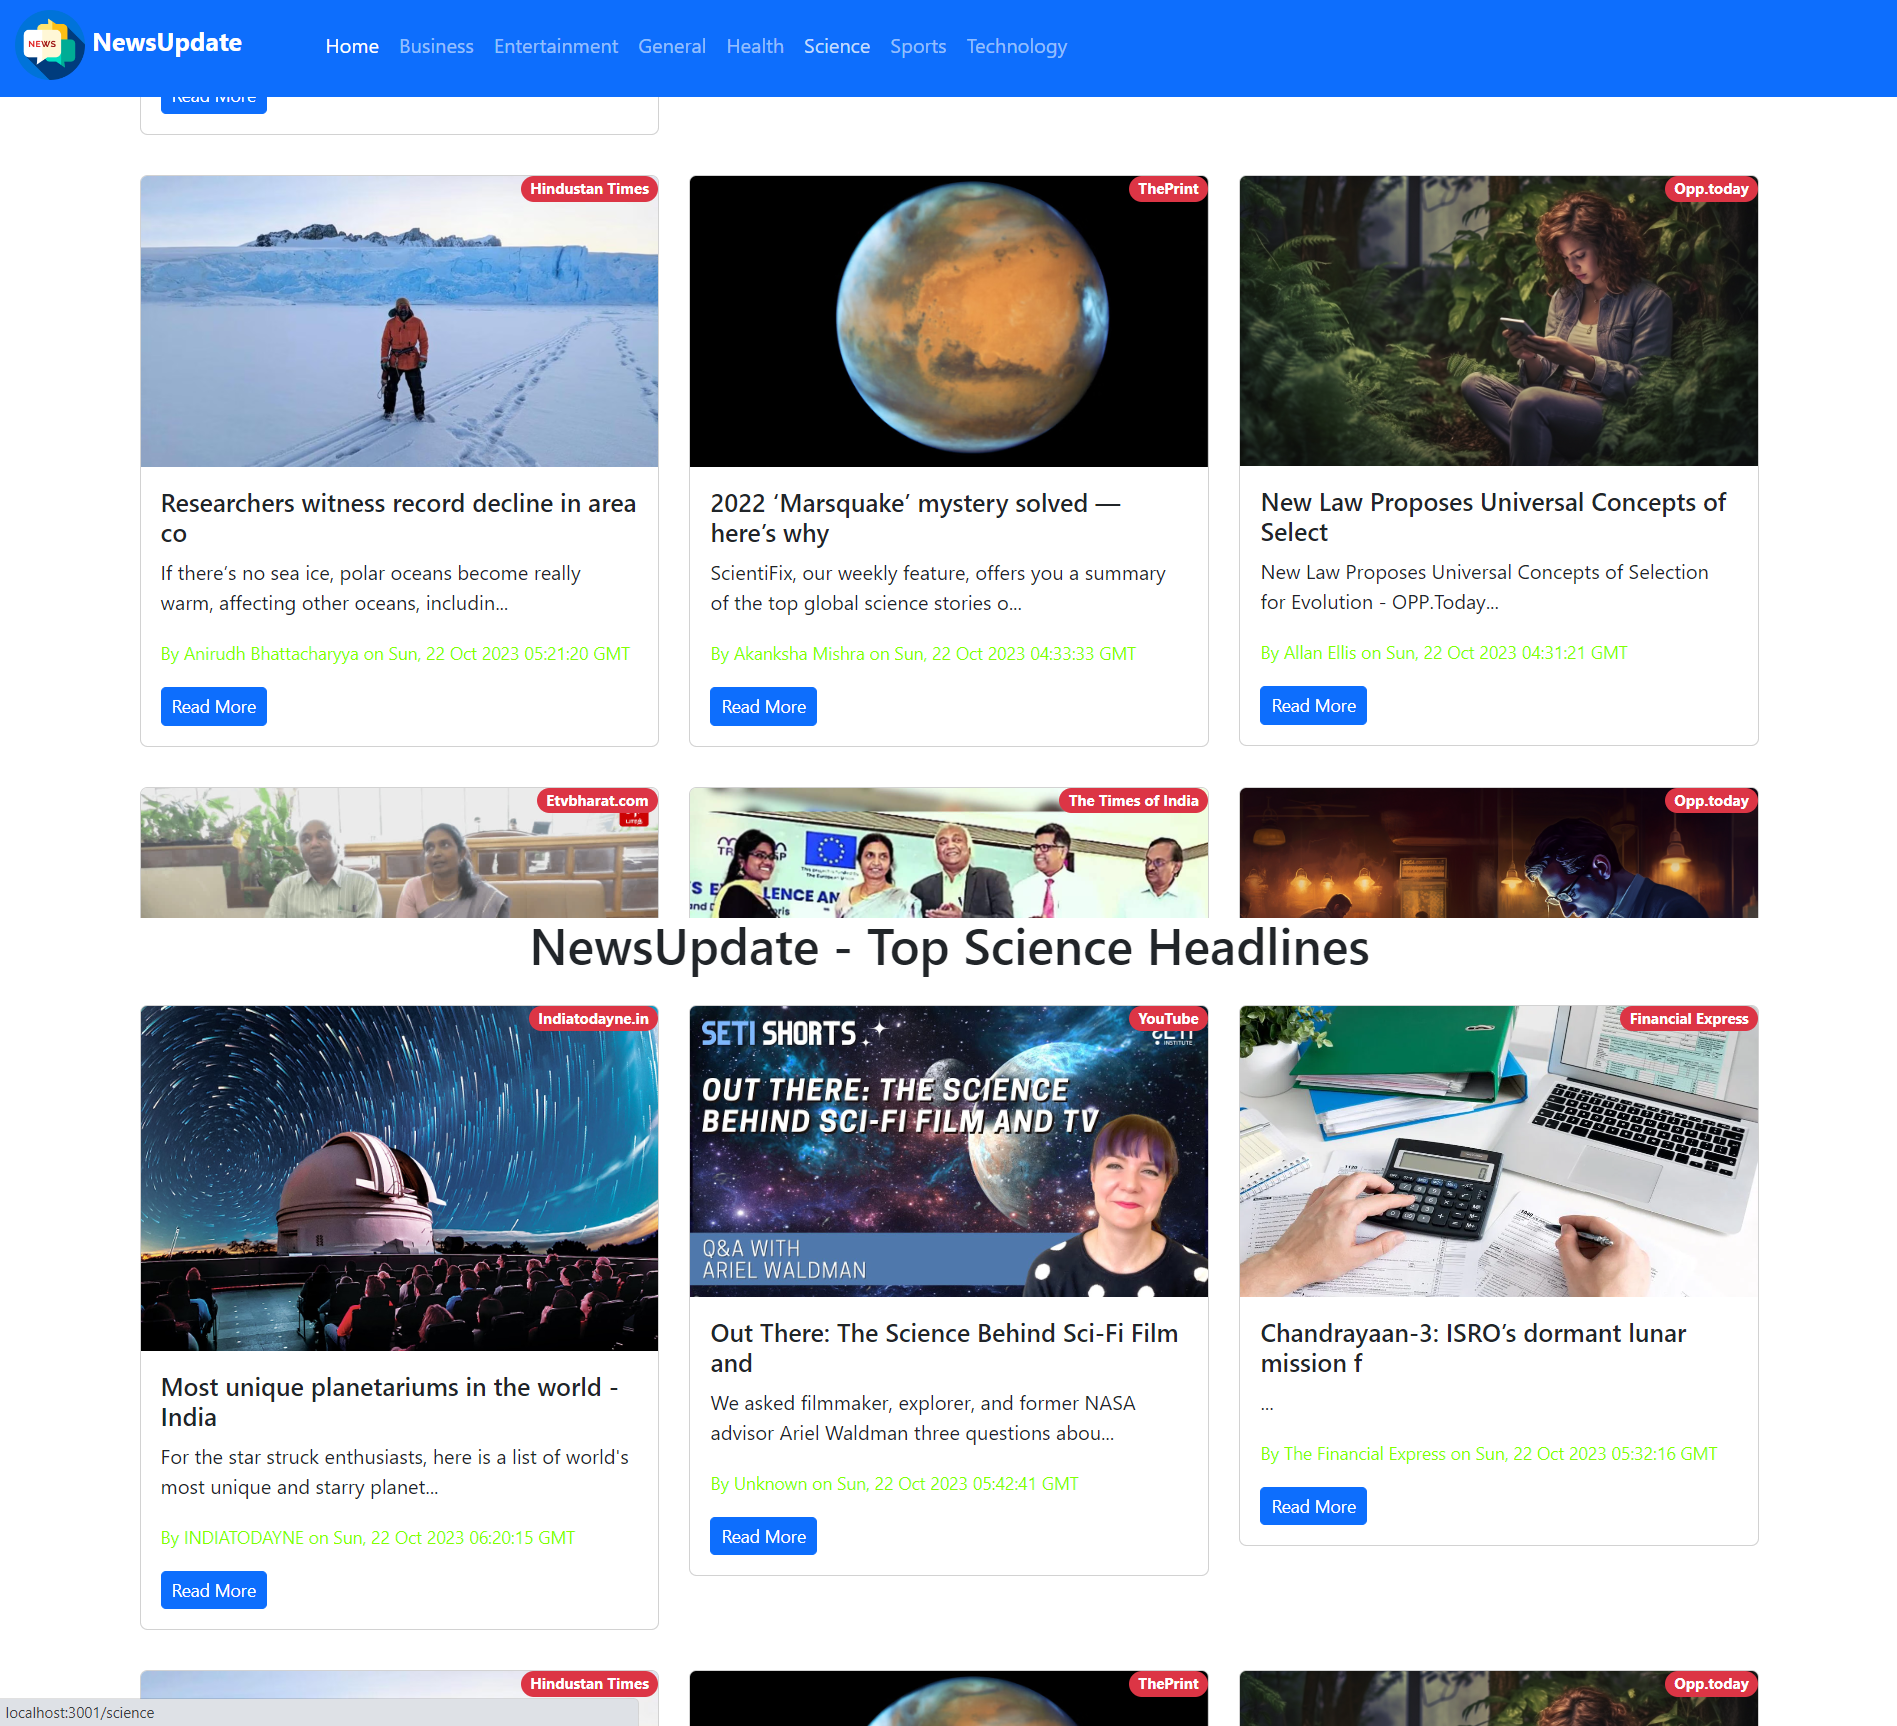 NEWS
NewsUpdate
Home Business Entertainment General Health Science Sports Technology
Read More
Hindustan Times
ThePrint
Opp.today
Researchers witness record decline in area
co
If there’s no sea ice, polar oceans become really
warm, affecting other oceans, includin...
By Anirudh Bhattacharyya on Sun, 22 Oct 2023 05:21:20 GMT
Read More
2022 ‘Marsquake’ mystery solved —
here’s why
ScientiFix, our weekly feature, offers you a summary
of the top global science stories o...
By Akanksha Mishra on Sun, 22 Oct 2023 04:33:33 GMT
Read More
New Law Proposes Universal Concepts of
Select
New Law Proposes Universal Concepts of Selection
for Evolution - OPP.Today...
By Allan Ellis on Sun, 22 Oct 2023 04:31:21 GMT
Read More
Etvbharat.com
The Times of India
Opp.today
NewsUpdate - Top Science Headlines
Indiatodayne.in
YouTube
SETI SHORTS
INSTITUTE
OUT THERE: THE SCIENCE
BEHIND SCI-FI FILM AND TV
Q&A WITH
ARIEL WALDMAN
Financial Express
Most unique planetariums in the world -
India
For the star struck enthusiasts, here is a list of world's
most unique and starry planet...
By INDIATODAYNE on Sun, 22 Oct 2023 06:20:15 GMT
Read More
Out There: The Science Behind Sci-Fi Film
and
We asked filmmaker, explorer, and former NASA
advisor Ariel Waldman three questions abou...
By Unknown on Sun, 22 Oct 2023 05:42:41 GMT
Read More
Chandrayaan-3: ISRO’s dormant lunar
mission f
...
By The Financial Express on Sun, 22 Oct 2023 05:32:16 GMT
Read More
Hindustan Times
ThePrint
Opp.today
localhost:3001/science